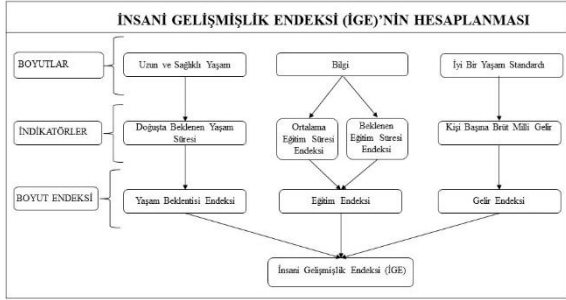 İNSANİ GELİŞMİŞLİK ENDEKSİ (İGE)'NİN HESAPLANMASI
BOYUTLAR
Uzun ve Sağlıklı Yaşam
Bilgi
İyi Bir Yaşam Standardı
İNDİKATÖRLER
Doğuşta Beklenen Yaşam
Süresi
Ortalama
Eğitim Süresi
Endeksi
Beklenen
Eğitim Süresi
Endeksi
Kişi Başına Brüt Milli Gelir
BOYUT ENDEKSİ
Yaşam Beklentisi Endeksi
Eğitim Endeksi
Gelir Endeksi
İnsani Gelişmişlik Endeksi (İGE)